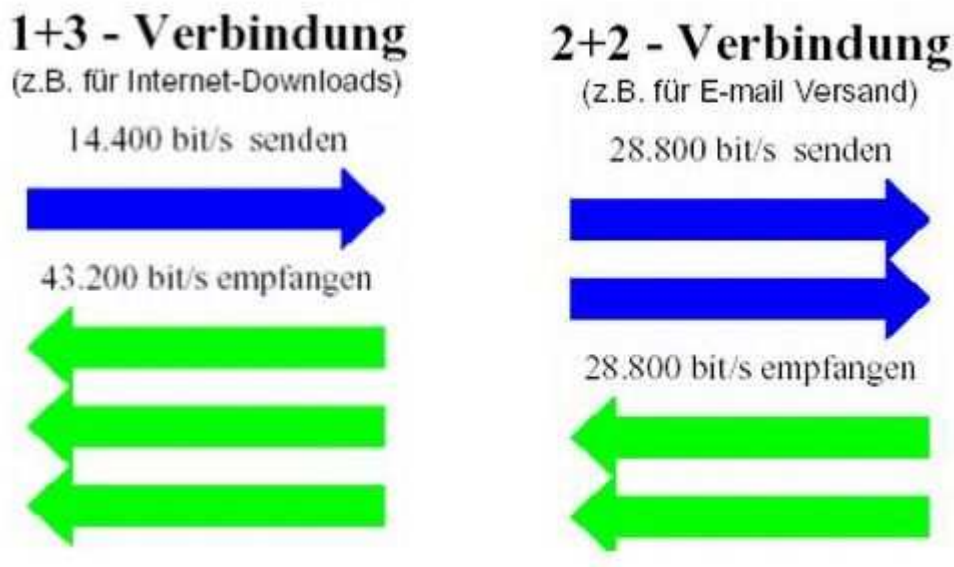 1+3 - Verbindung
(z.B. für Internet-Downloads)
14.400 bit/s senden
43.200 bit/s empfangen
2+2 - Verbindung
(z.B. für E-mail Versand)
28.800 bit/s senden
28.800 bit/s empfangen